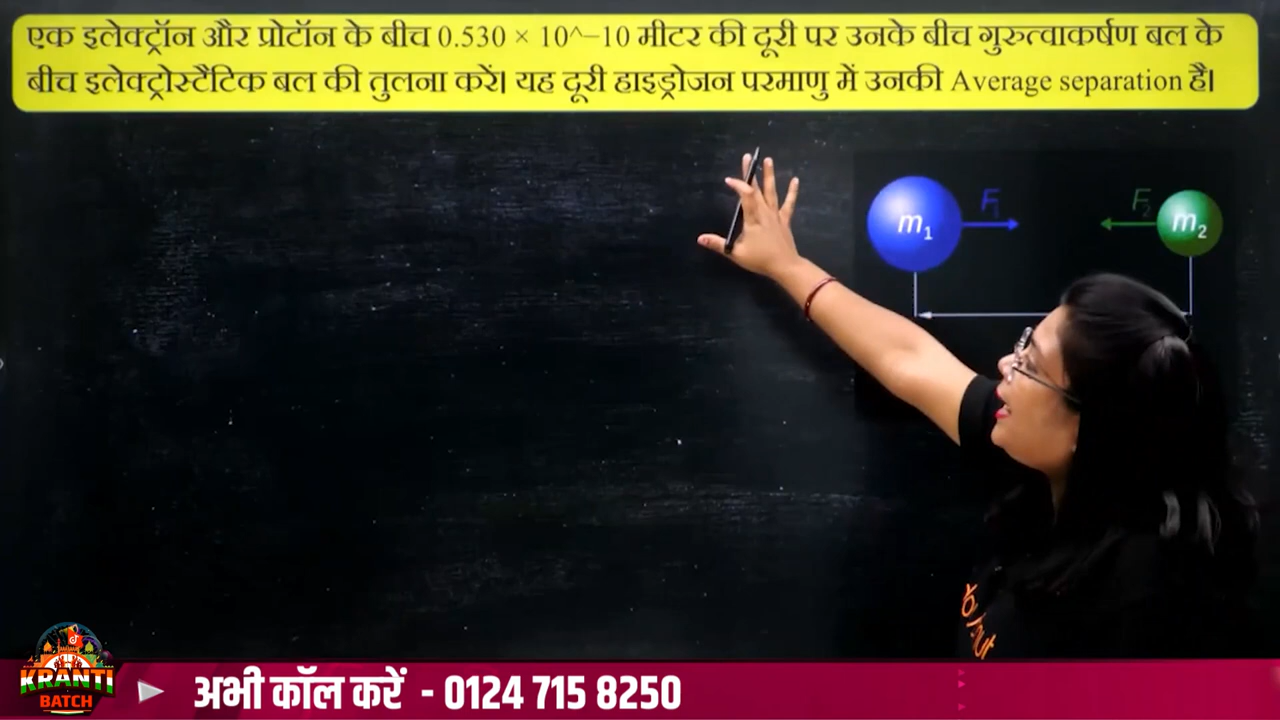 एक इलेक्ट्रॉन और प्रोटॉन के बीच 0.530 × 10^−10 मीटर की दूरी पर उनके बीच गुरुत्वाकर्षण बल के
बीच इलेक्ट्रोस्टैटिक बल की तुलना करें। यह दूरी हाइड्रोजन परमाणु में उनकी Average separation है।
m₁ F₁ F₂ m₂
KRANTI
BATCH
अभी कॉल करें - 0124 715 8250